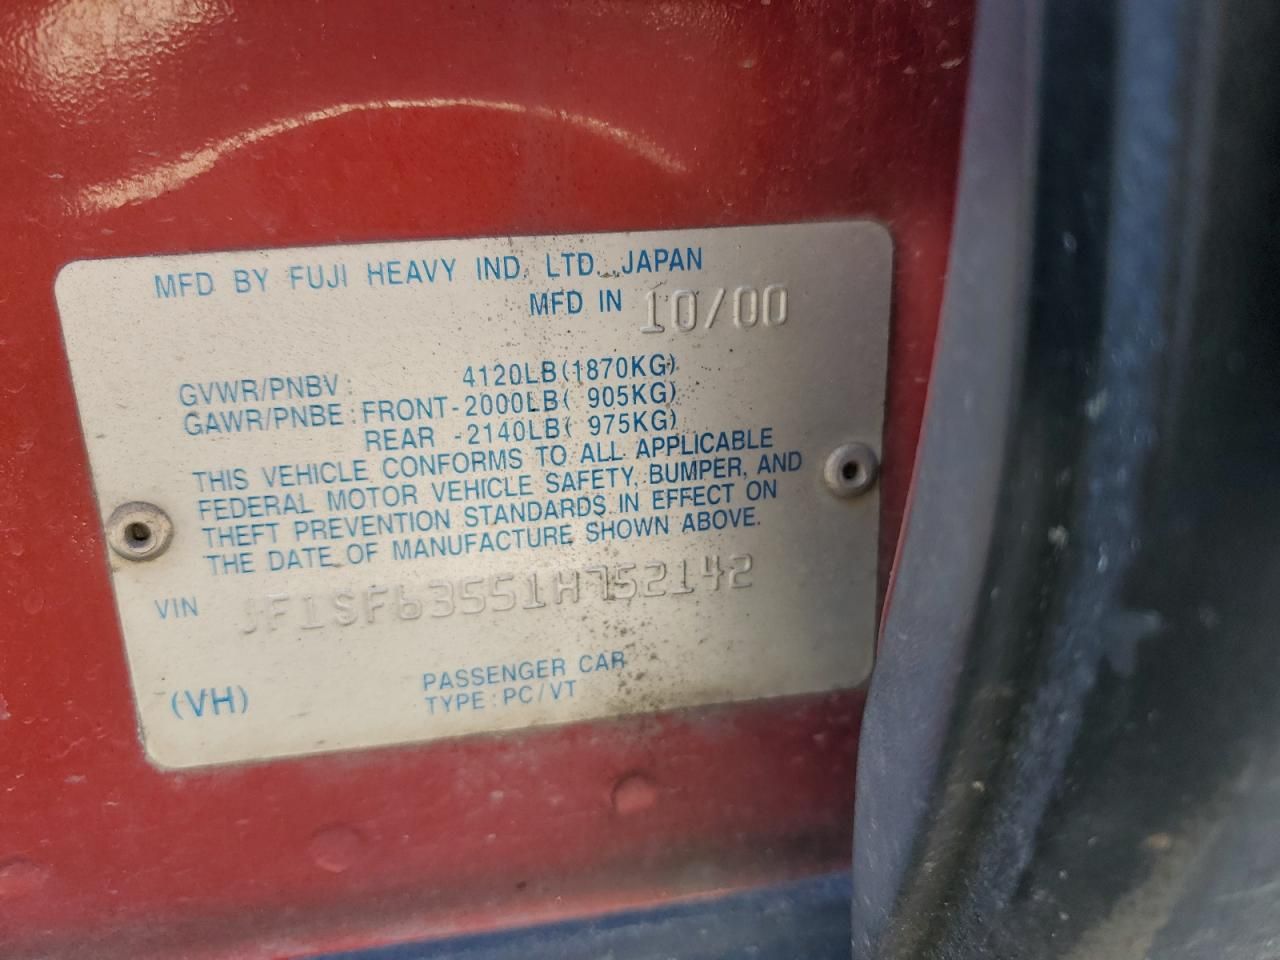 MFD BY FUJI HEAVY IND. LTD. JAPAN
MFD IN 10/00
GVWR/PNBV : 4120LB(1870KG)
GAWR/PNBE : FRONT-2000LB( 905KG)
REAR -2140LB( 975KG)
THIS VEHICLE CONFORMS TO ALL APPLICABLE
FEDERAL MOTOR VEHICLE SAFETY, BUMPER, AND
THEFT PREVENTION STANDARDS IN EFFECT ON
THE DATE OF MANUFACTURE SHOWN ABOVE.
VIN JF1SF63551H752142
PASSENGER CAR
(VH) TYPE : PC/VT